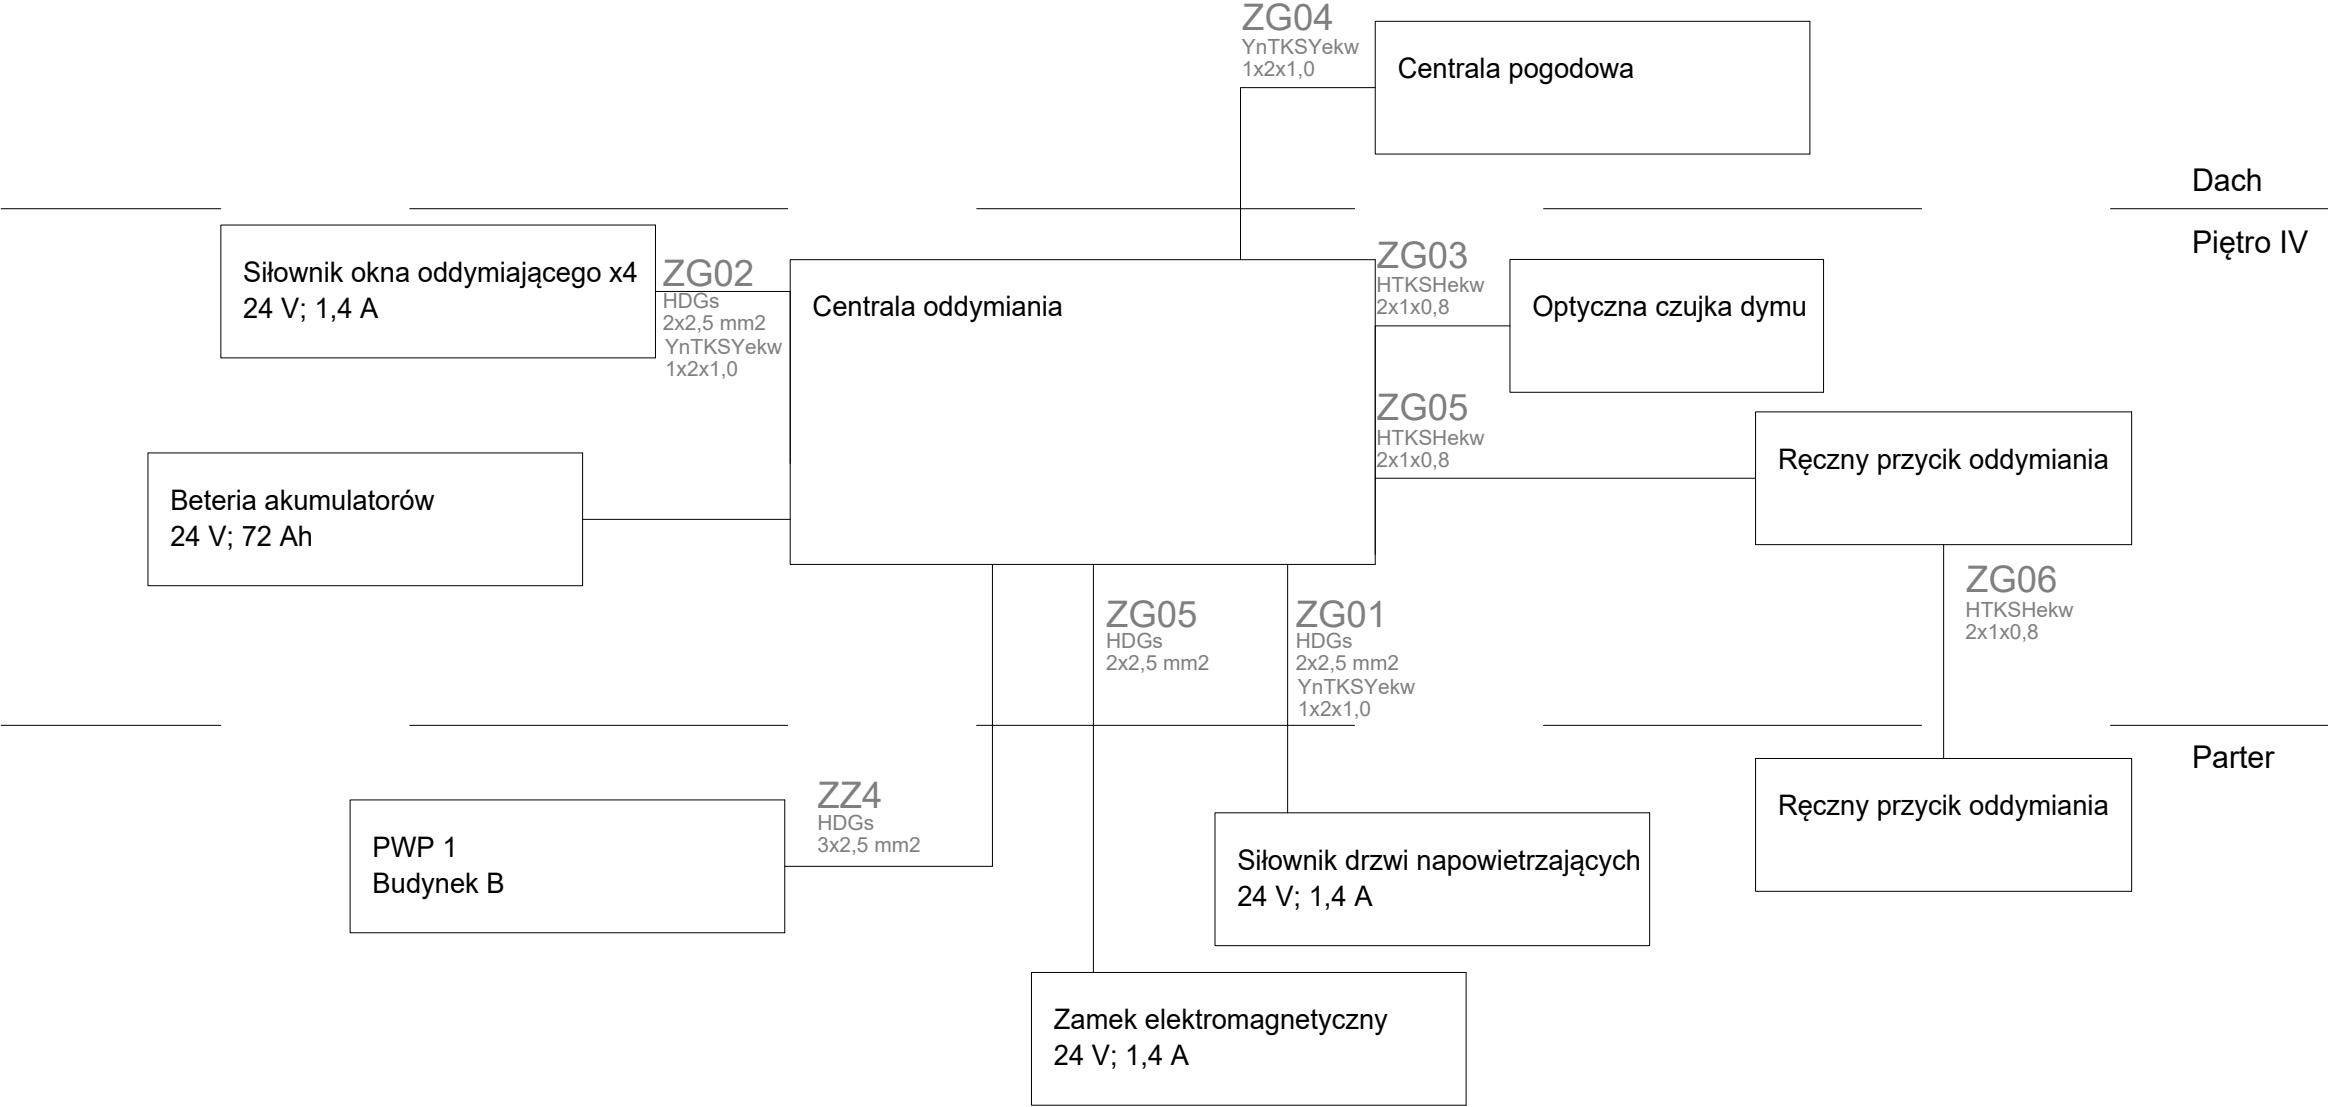 ZG04
YnTKSYekw
1x2x1,0
Centrala pogodowa
Dach
Piętro IV
Siłownik okna oddymiającego x4
24 V; 1,4 A
ZG02
HDGs
2x2,5 mm2
YnTKSYekw
1x2x1,0
Centrala oddymiania
ZG03
HTKSHekw
2x1x0,8
Optyczna czujka dymu
ZG05
HTKSHekw
2x1x0,8
Ręczny przycik oddymiania
Beteria akumulatorów
24 V; 72 Ah
ZG05
HDGs
2x2,5 mm2
ZG01
HDGs
2x2,5 mm2
YnTKSYekw
1x2x1,0
ZG06
HTKSHekw
2x1x0,8
Parter
ZZ4
HDGs
3x2,5 mm2
PWP 1
Budynek B
Siłownik drzwi napowietrzających
24 V; 1,4 A
Ręczny przycik oddymiania
Zamek elektromagnetyczny
24 V; 1,4 A